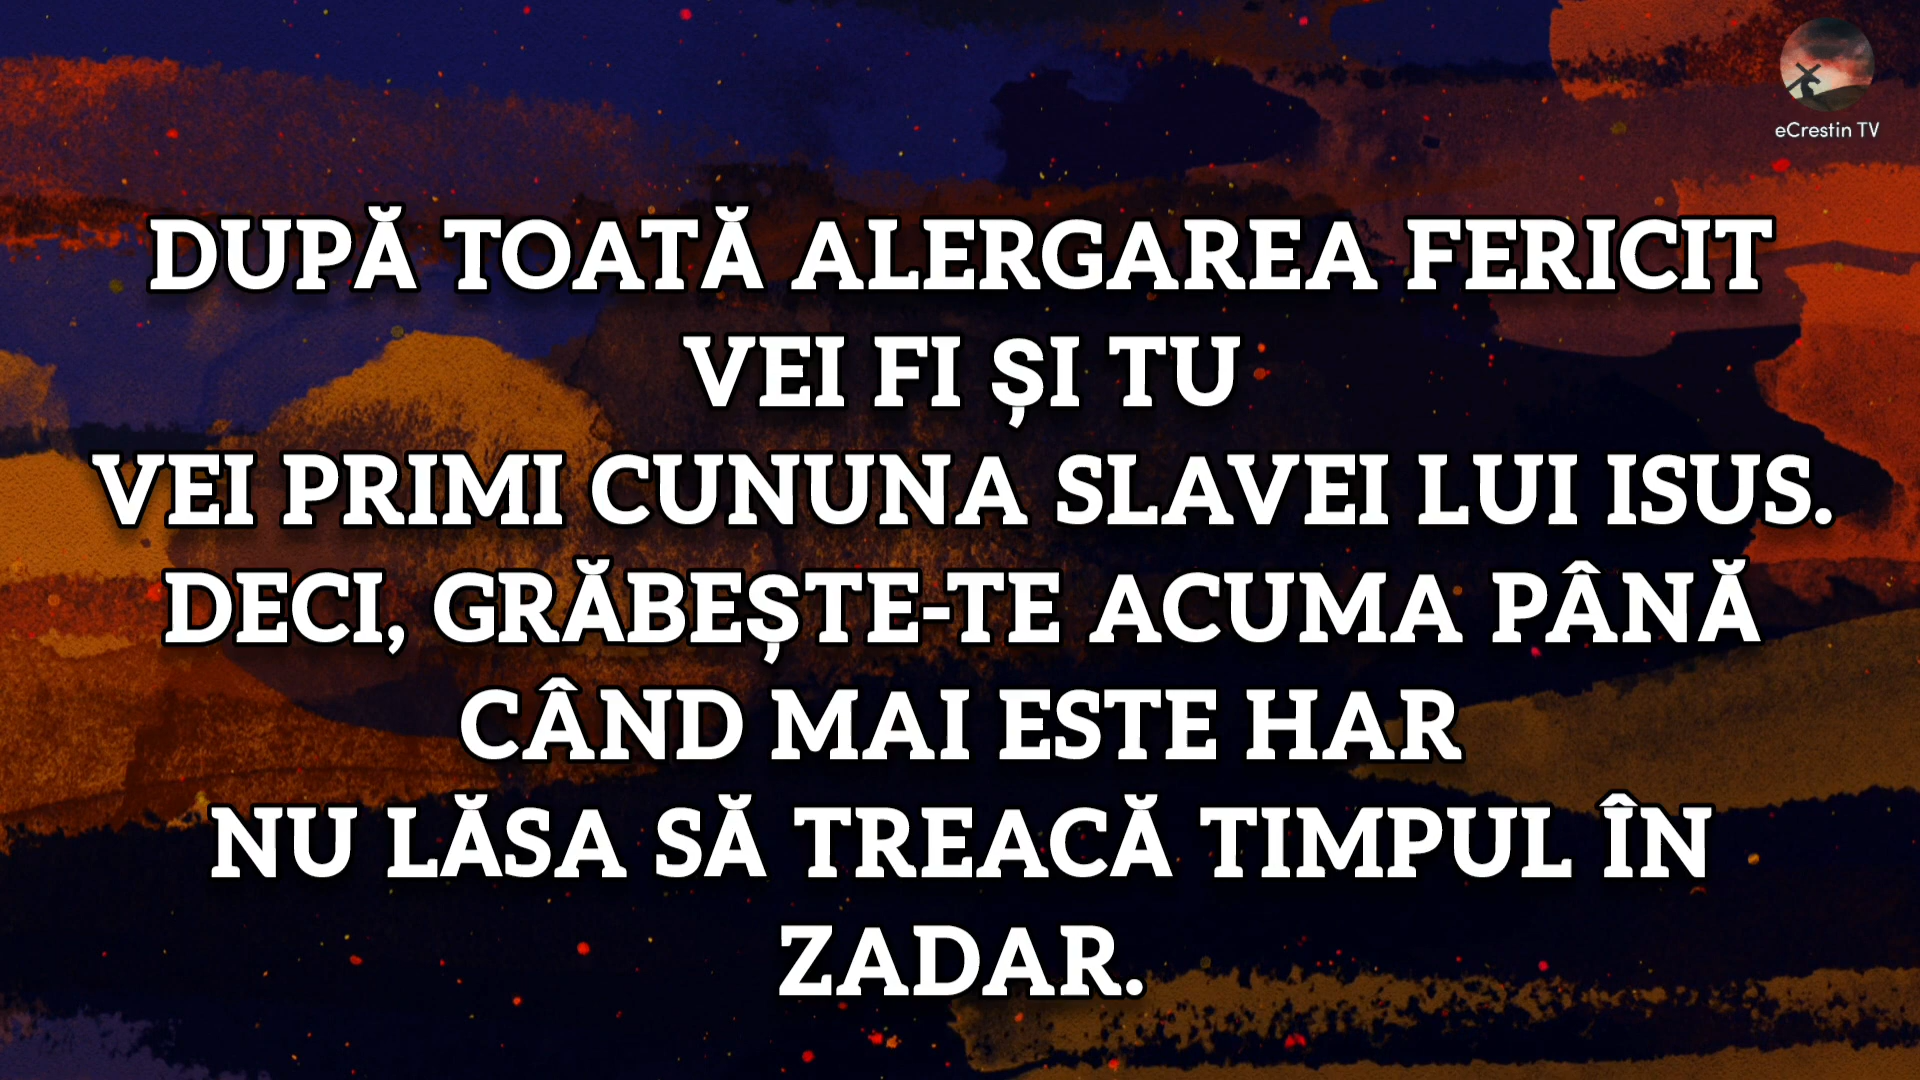 eCrestin TV
DUPĂ TOATĂ ALERGAREA FERICIT
VEI FI ȘI TU
VEI PRIMI CUNUNA SLAVEI LUI ISUS.
DECI, GRĂBEȘTE-TE ACUMA PÂNĂ
CÂND MAI ESTE HAR
NU LĂSA SĂ TREACĂ TIMPUL ÎN
ZADAR.